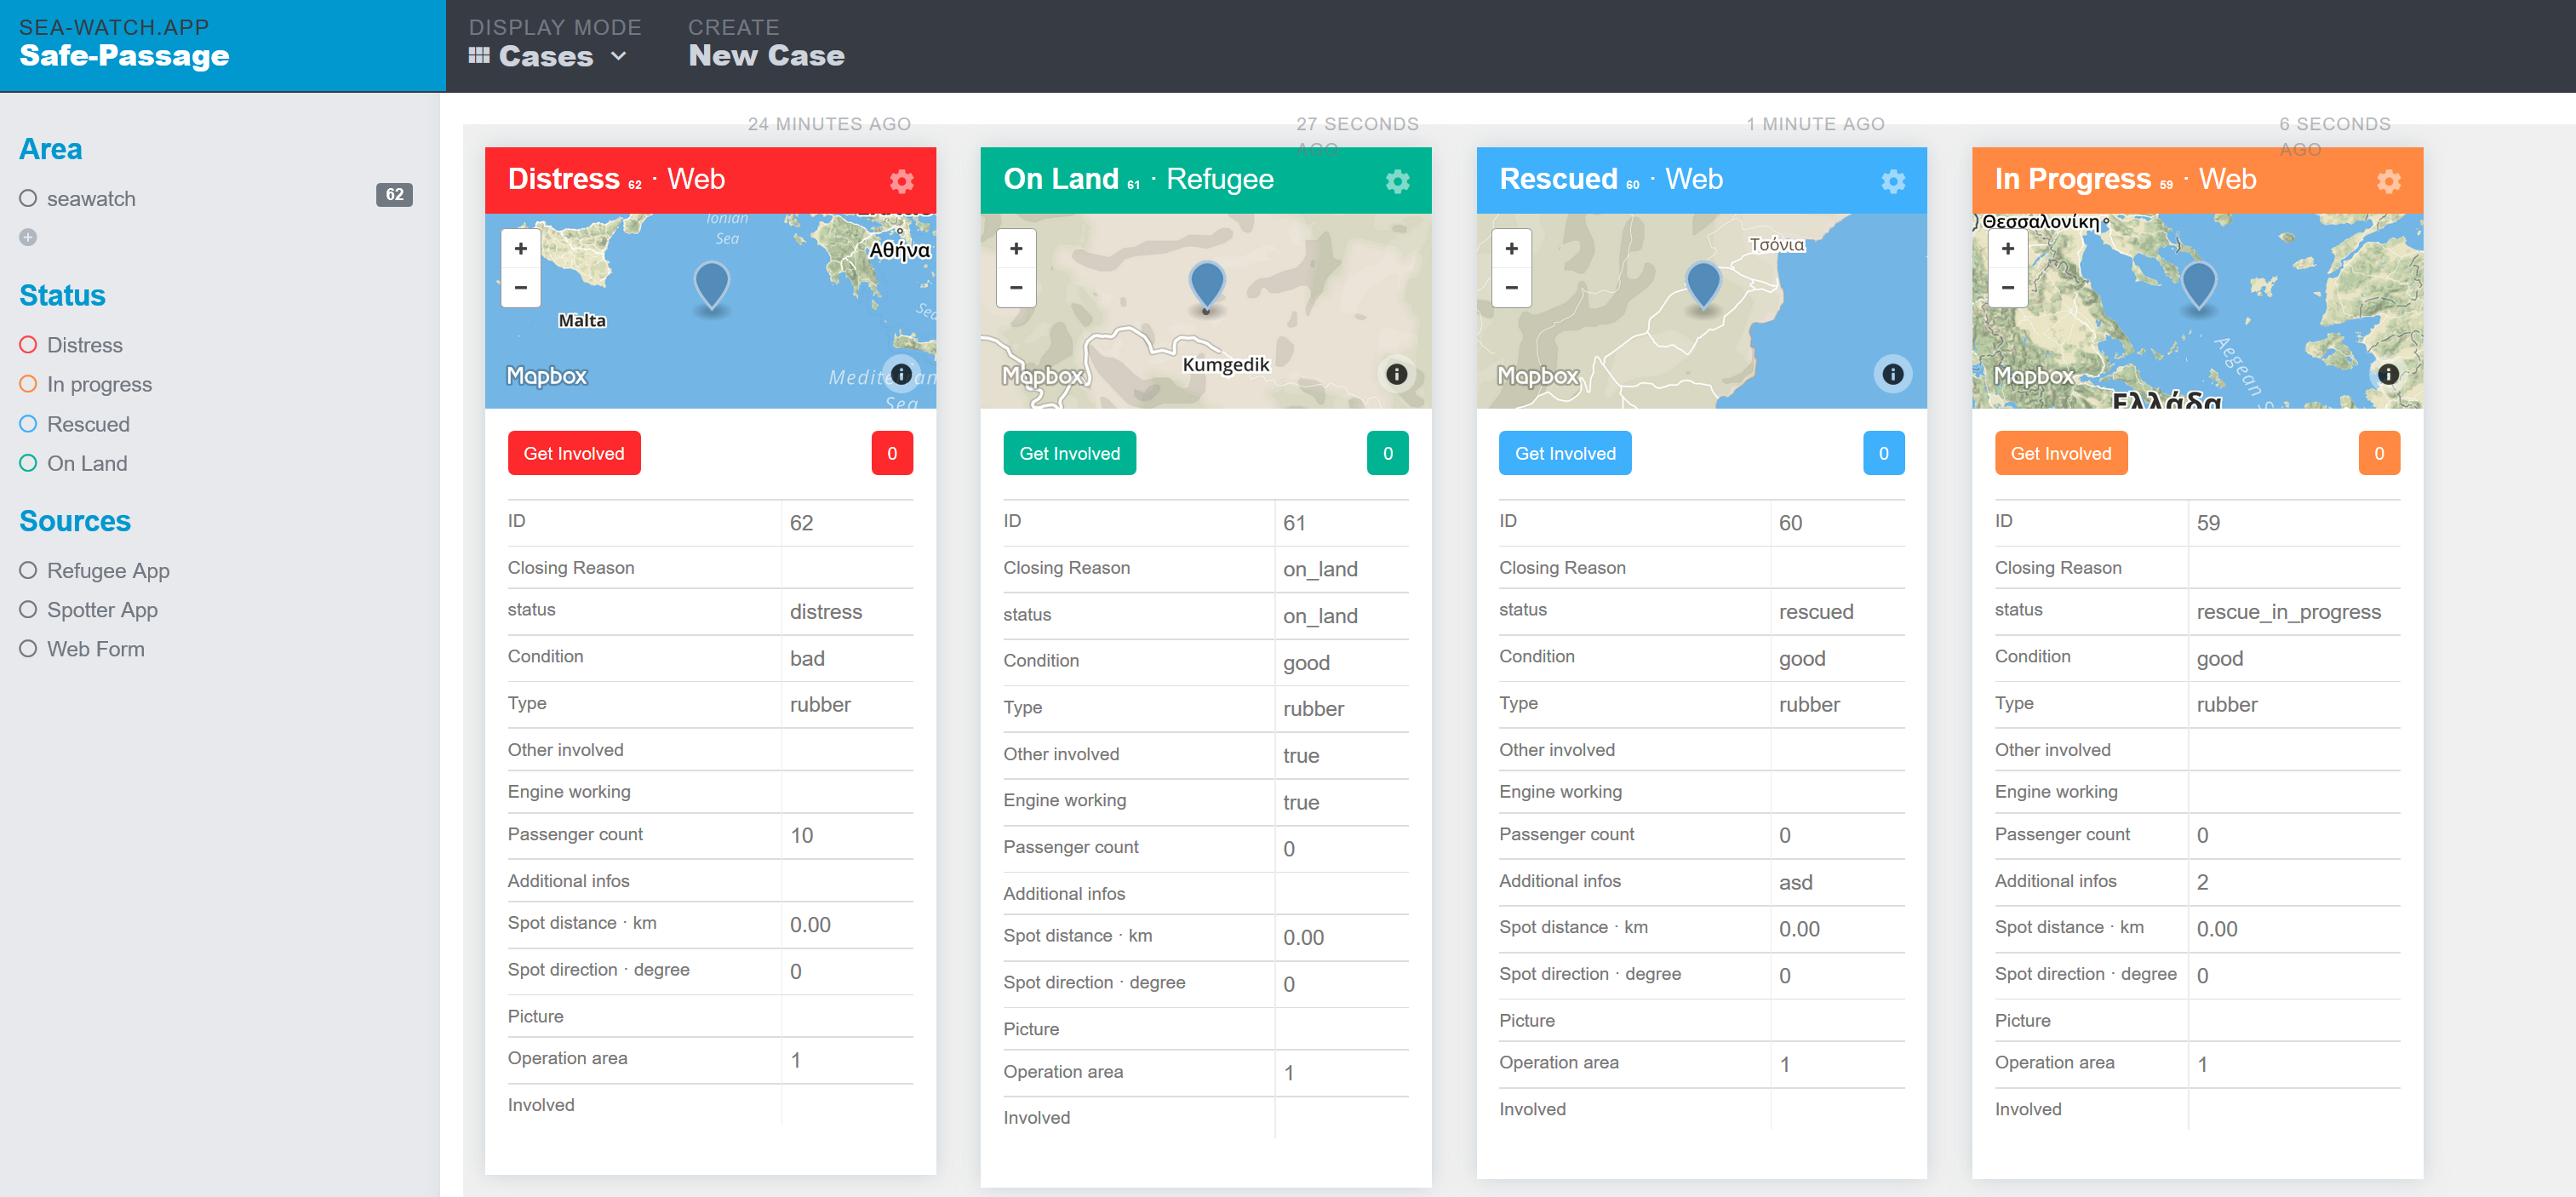 SEA-WATCH.APP
Safe-Passage
DISPLAY MODE
Cases
CREATE
New Case
Area
seawatch 62
Status
Distress
In progress
Rescued
On Land
Sources
Refugee App
Spotter App
Web Form
24 MINUTES AGO
Distress 62 · Web
Ionian
Sea
Αθήνα
+
−
Malta
Mapbox
Sea
Get Involved 0
ID 62
Closing Reason
status distress
Condition bad
Type rubber
Other involved
Engine working
Passenger count 10
Additional infos
Spot distance · km 0.00
Spot direction · degree 0
Picture
Operation area 1
Involved
27 SECONDS
AGO
On Land 61 · Refugee
+
−
Kumgedik
Mapbox
Get Involved 0
ID 61
Closing Reason on_land
status on_land
Condition good
Type rubber
Other involved true
Engine working true
Passenger count 0
Additional infos
Spot distance · km 0.00
Spot direction · degree 0
Picture
Operation area 1
Involved
1 MINUTE AGO
Rescued 60 · Web
Τσόνια
+
−
Mapbox
Get Involved 0
ID 60
Closing Reason
status rescued
Condition good
Type rubber
Other involved
Engine working
Passenger count 0
Additional infos asd
Spot distance · km 0.00
Spot direction · degree 0
Picture
Operation area 1
Involved
6 SECONDS
AGO
In Progress 59 · Web
Θεσσαλονίκη
+
−
Aegean
Mapbox
Ελλάδα
Get Involved 0
ID 59
Closing Reason
status rescue_in_progress
Condition good
Type rubber
Other involved
Engine working
Passenger count 0
Additional infos 2
Spot distance · km 0.00
Spot direction · degree 0
Picture
Operation area 1
Involved